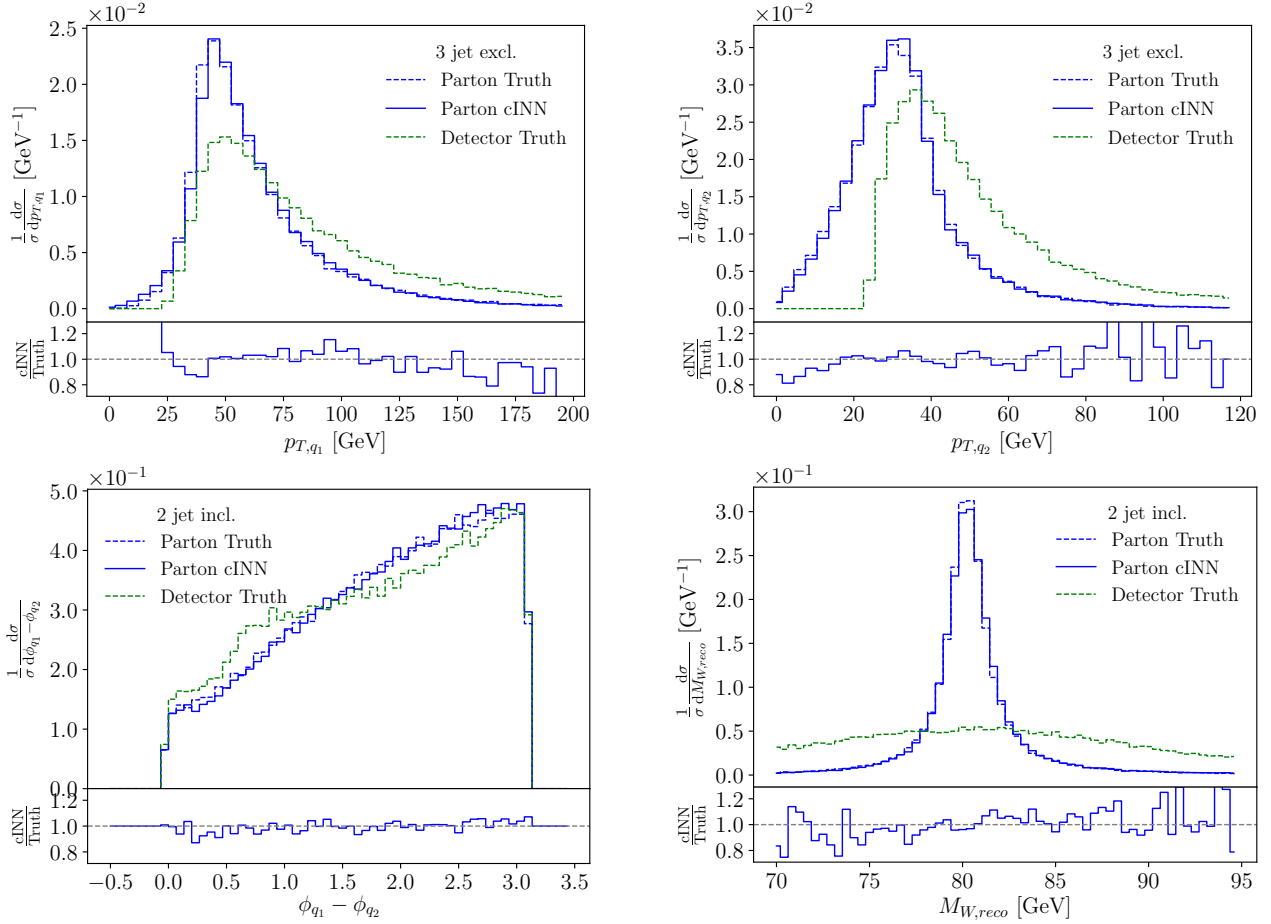 ×10⁻²
2.5
2.0
1.5
1.0
0.5
0.0
1/σ dσ/dp_{T,q₁} [GeV⁻¹]
3 jet excl.
Parton Truth
Parton cINN
Detector Truth
1.2
1.0
0.8
cINN/Truth
0 25 50 75 100 125 150 175 200
p_{T,q₁} [GeV]
×10⁻²
3.5
3.0
2.5
2.0
1.5
1.0
0.5
0.0
1/σ dσ/dp_{T,q₂} [GeV⁻¹]
3 jet excl.
Parton Truth
Parton cINN
Detector Truth
1.2
1.0
0.8
cINN/Truth
0 20 40 60 80 100 120
p_{T,q₂} [GeV]
×10⁻¹
5.0
4.0
3.0
2.0
1.0
0.0
1/σ dσ/dϕ_{q₁}−ϕ_{q₂}
2 jet incl.
Parton Truth
Parton cINN
Detector Truth
1.2
1.0
0.8
cINN/Truth
−0.5 0.0 0.5 1.0 1.5 2.0 2.5 3.0 3.5
ϕ_{q₁} − ϕ_{q₂}
×10⁻¹
3.0
2.0
1.0
0.5
0.0
1/σ dσ/dM_{W,reco} [GeV⁻¹]
2 jet incl.
Parton Truth
Parton cINN
Detector Truth
1.2
1.0
0.8
cINN/Truth
70 75 80 85 90 95
M_{W,reco} [GeV]